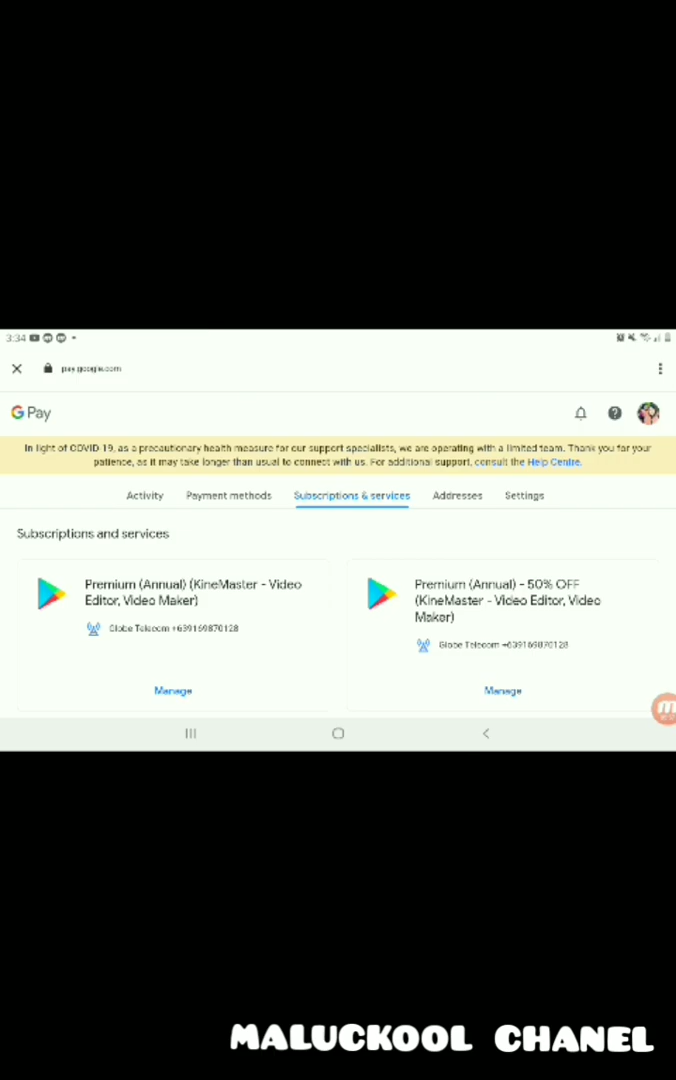 3:34
pay.google.com
G Pay
In light of COVID-19, as a precautionary health measure for our support specialists, we are operating with a limited team. Thank you for your
patience, as it may take longer than usual to connect with us. For additional support, consult the Help Centre.
Activity Payment methods Subscriptions & services Addresses Settings
Subscriptions and services
Premium (Annual) (KineMaster - Video
Editor, Video Maker)
Globe Telecom +639169870128
Manage
Premium (Annual) - 50% OFF
(KineMaster - Video Editor, Video
Maker)
Globe Telecom +639169870128
Manage
MALUCKOOL CHANEL